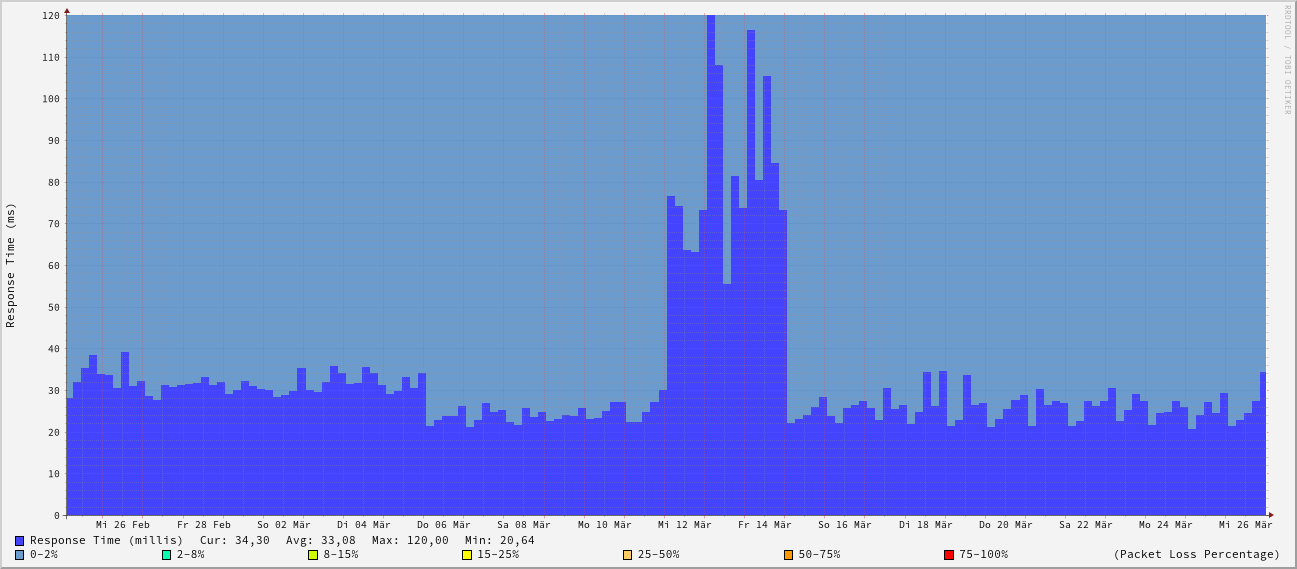 120
110
100
90
80
70
60
50
40
30
20
10
0
Response Time (ms)
RRDTOOL / TOBI OETIKER
Mi 26 Feb Fr 28 Feb So 02 Mär Di 04 Mär Do 06 Mär Sa 08 Mär Mo 10 Mär Mi 12 Mär Fr 14 Mär So 16 Mär Di 18 Mär Do 20 Mär Sa 22 Mär Mo 24 Mär Mi 26 Mär
Response Time (millis) Cur: 34,30 Avg: 33,08 Max: 120,00 Min: 20,64
0-2% 2-8% 8-15% 15-25% 25-50% 50-75% 75-100% (Packet Loss Percentage)